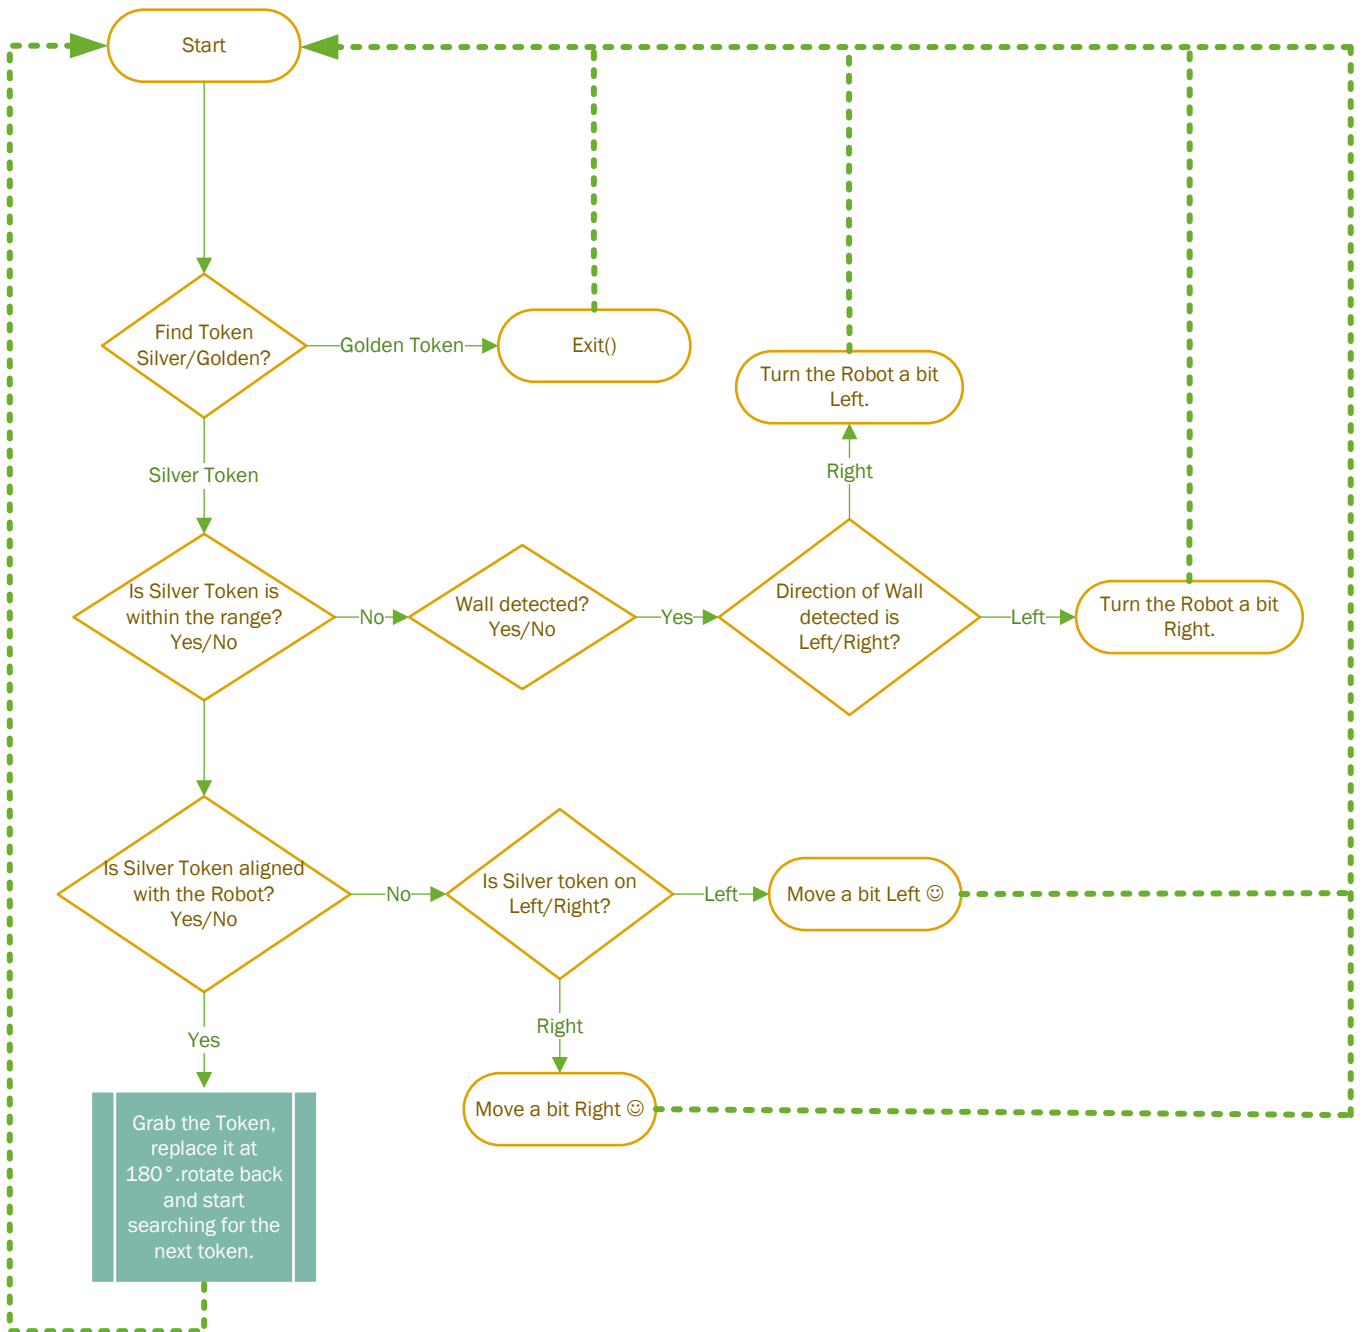 Start
Find Token
Silver/Golden?
Golden Token
Exit()
Turn the Robot a bit
Left.
Right
Silver Token
Is Silver Token is
within the range?
Yes/No
No
Wall detected?
Yes/No
Yes
Direction of Wall
detected is
Left/Right?
Left
Turn the Robot a bit
Right.
Is Silver Token aligned
with the Robot?
Yes/No
No
Is Silver token on
Left/Right?
Left
Move a bit Left ☺
Right
Move a bit Right ☺
Yes
Grab the Token,
replace it at
180°.rotate back
and start
searching for the
next token.